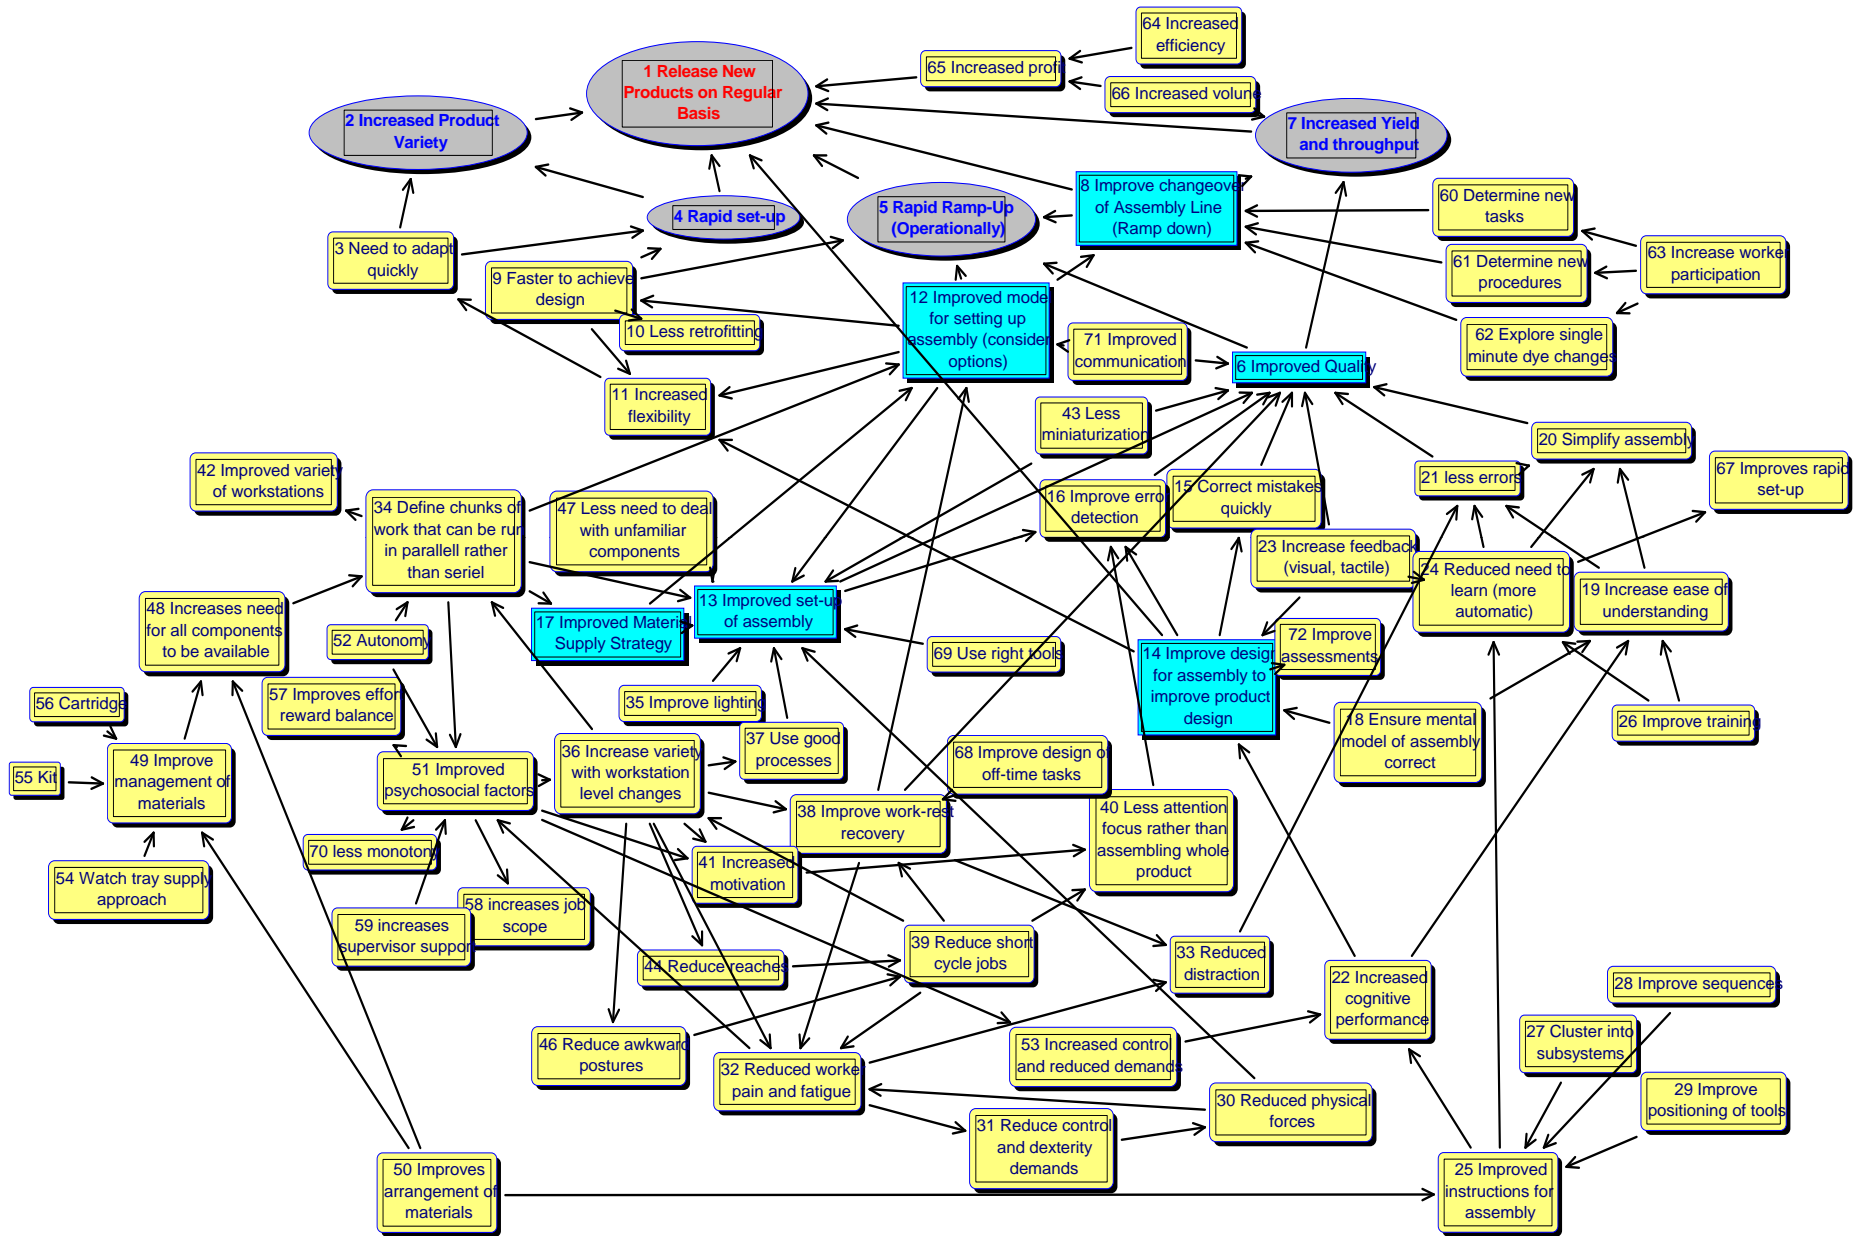 64 Increased
efficiency
65 Increased profi
66 Increased volune
1 Release New
Products on Regular
Basis
2 Increased Product
Variety
7 Increased Yield
and throughput
4 Rapid set-up
5 Rapid Ramp-Up
(Operationally)
8 Improve changeover
of Assembly Line
(Ramp down)
60 Determine new
tasks
3 Need to adapt
quickly
61 Determine new
procedures
63 Increase worker
participation
9 Faster to achieve
design
10 Less retrofitting
12 Improved mode
for setting up
assembly (consider
options)
71 Improved
communication
62 Explore single
minute dye changes
6 Improved Quality
11 Increased
flexibility
43 Less
miniaturization
20 Simplify assembly
42 Improved variety
of workstations
21 less errors
67 Improves rapid
set-up
34 Define chunks of
work that can be run
in parallell rather
than seriel
47 Less need to deal
with unfamiliar
components
16 Improve erro
detection
15 Correct mistakes
quickly
23 Increase feedback
(visual, tactile)
24 Reduced need to
learn (more
automatic)
19 Increase ease of
understanding
48 Increases need
for all components
to be available
52 Autonomy
17 Improved Materia
Supply Strategy
13 Improved set-up
of assembly
69 Use right tools
14 Improve design
for assembly to
improve product
design
72 Improve
assessments
56 Cartridge
57 Improves effor
reward balance
35 Improve lighting
18 Ensure mental
model of assembly
correct
26 Improve training
55 Kit
49 Improve
management of
materials
51 Improved
psychosocial factors
36 Increase variety
with workstation
level changes
37 Use good
processes
68 Improve design of
off-time tasks
38 Improve work-rest
recovery
40 Less attention
focus rather than
assembling whole
product
70 less monotony
54 Watch tray supply
approach
41 Increased
motivation
58 increases job
scope
59 increases
supervisor suppor
44 Reduce reaches
39 Reduce short
cycle jobs
33 Reduced
distraction
22 Increased
cognitive
performance
28 Improve sequences
46 Reduce awkward
postures
32 Reduced worke
pain and fatigue
53 Increased control
and reduced demands
27 Cluster into
subsystems
30 Reduced physical
forces
29 Improve
positioning of tools
31 Reduce control
and dexterity
demands
50 Improves
arrangement of
materials
25 Improved
instructions for
assembly